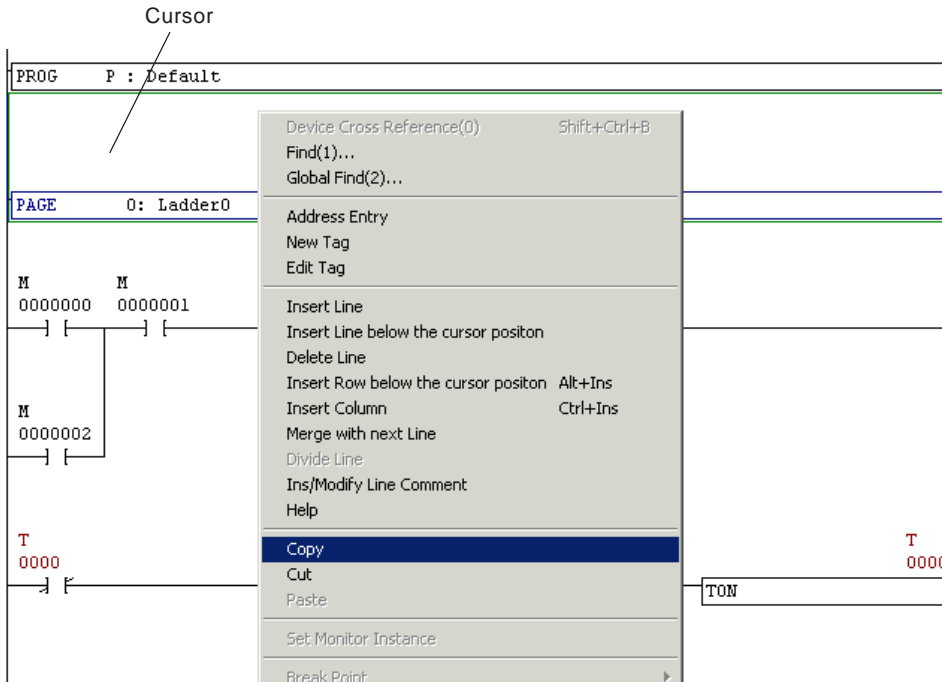 Cursor
PROG P : Default
PAGE 0: Ladder0
M M
0000000 0000001
M
0000002
T
0000
Device Cross Reference(0) Shift+Ctrl+B
Find(1)...
Global Find(2)...
Address Entry
New Tag
Edit Tag
Insert Line
Insert Line below the cursor positon
Delete Line
Insert Row below the cursor positon Alt+Ins
Insert Column Ctrl+Ins
Merge with next Line
Divide Line
Ins/Modify Line Comment
Help
Copy
Cut
Paste
Set Monitor Instance
Break Point
T
0000
TON